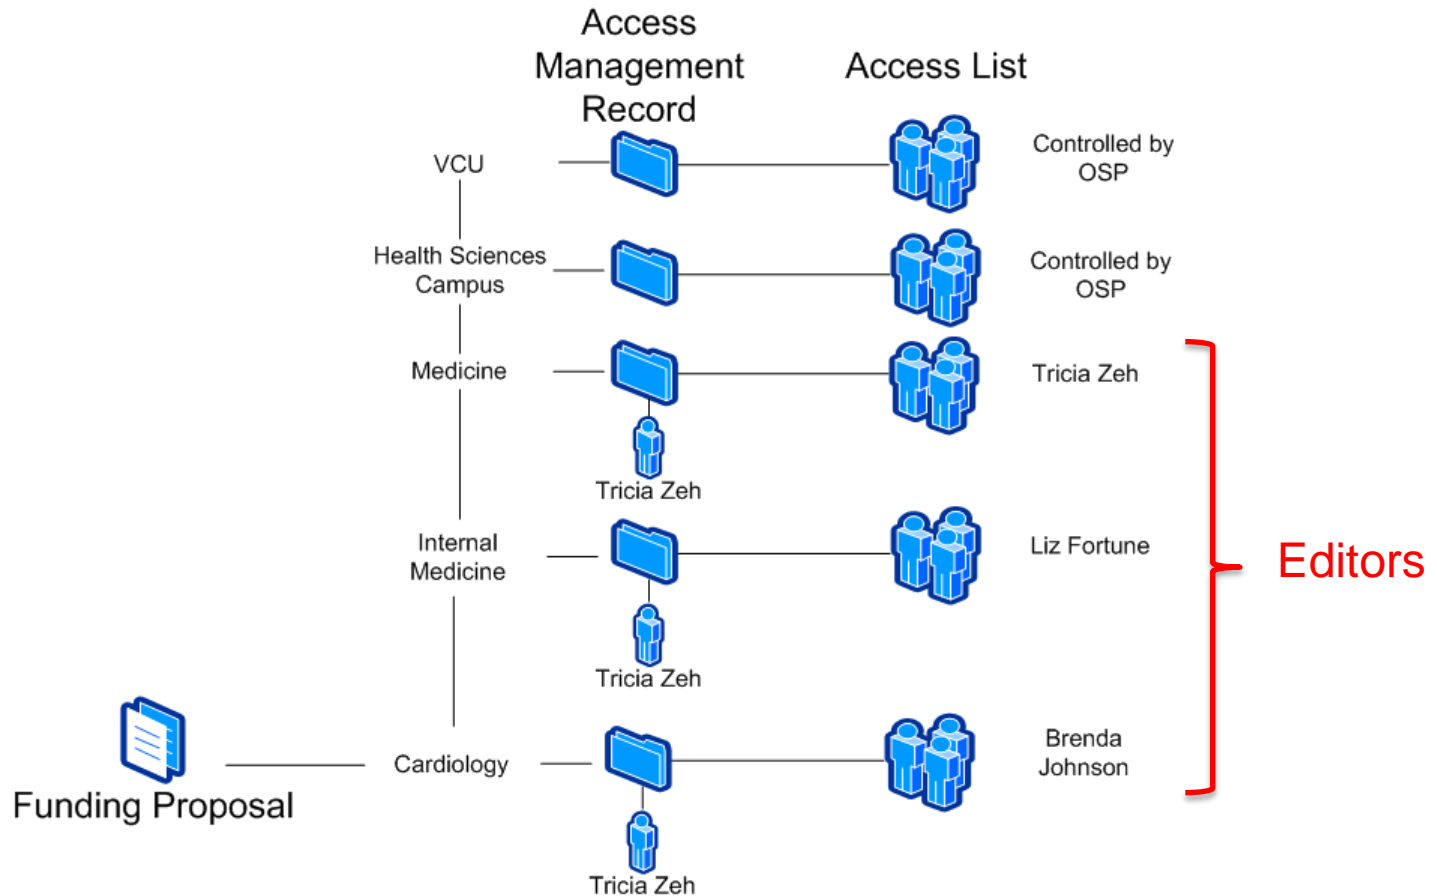 Access
Management
Record
Access List
VCU
Controlled by
OSP
Health Sciences
Campus
Controlled by
OSP
Medicine
Tricia Zeh
Tricia Zeh
Internal
Medicine
Liz Fortune
Editors
Tricia Zeh
Cardiology
Brenda
Johnson
Funding Proposal
Tricia Zeh